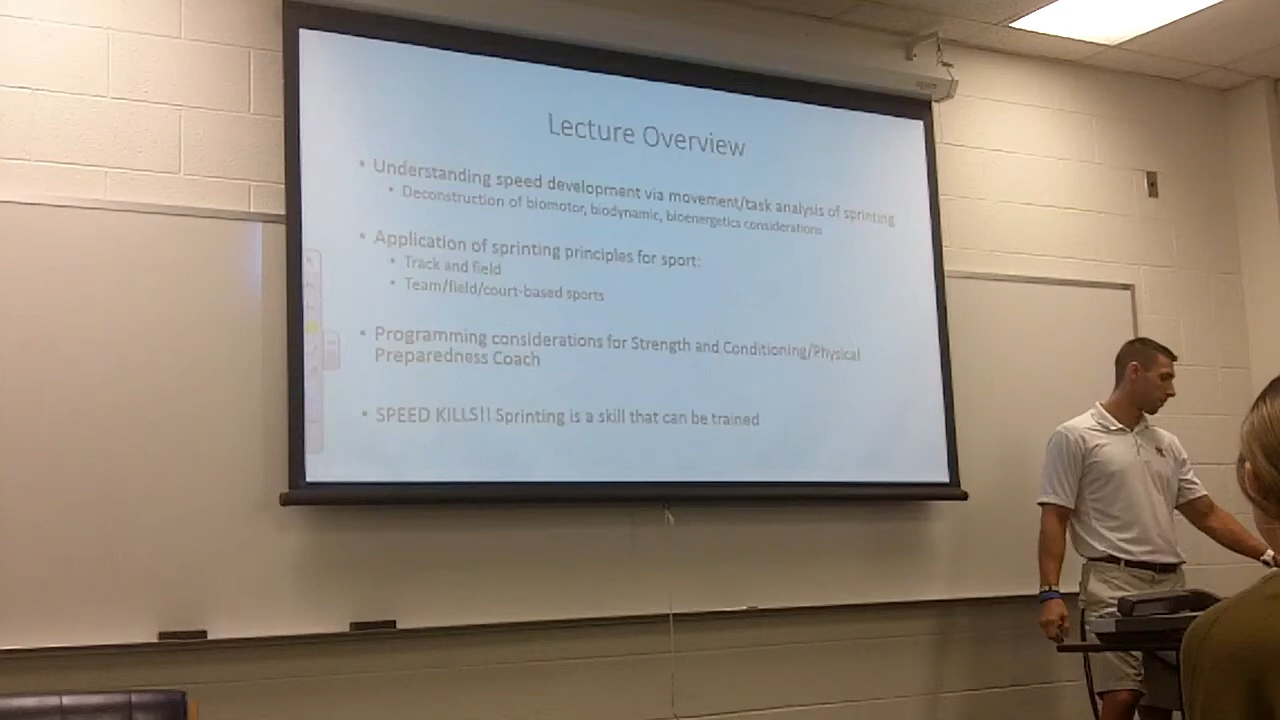 Lecture Overview
• Understanding speed development via movement/task analysis of sprinting
• Deconstruction of biomotor, biodynamic, bioenergetics considerations
• Application of sprinting principles for sport:
• Track and field
• Team/field/court-based sports
• Programming considerations for Strength and Conditioning/Physical
Preparedness Coach
• SPEED KILLS!! Sprinting is a skill that can be trained